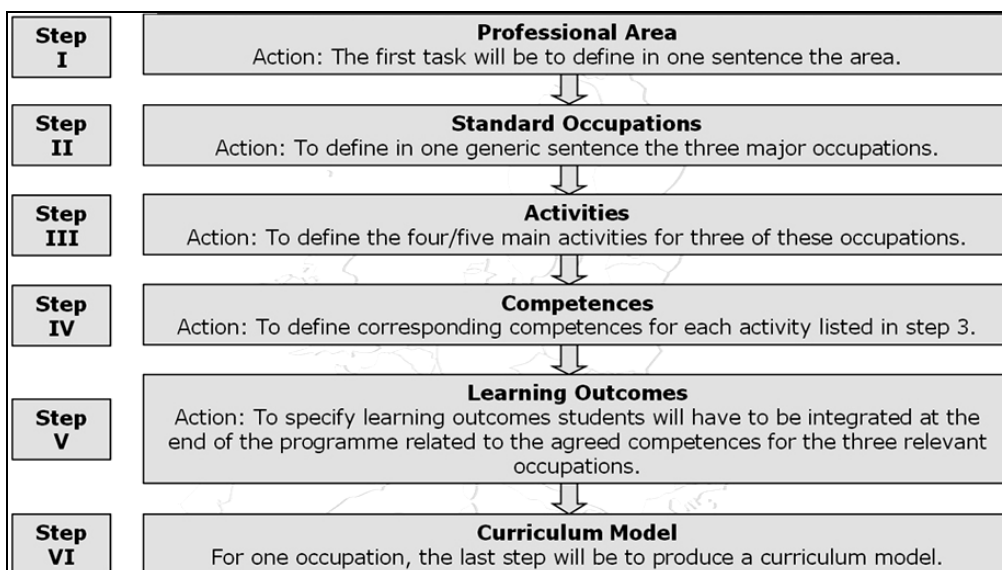 Step
I
Professional Area
Action: The first task will be to define in one sentence the area.
Step
II
Standard Occupations
Action: To define in one generic sentence the three major occupations.
Step
III
Activities
Action: To define the four/five main activities for three of these occupations.
Step
IV
Competences
Action: To define corresponding competences for each activity listed in step 3.
Step
V
Learning Outcomes
Action: To specify learning outcomes students will have to be integrated at the
end of the programme related to the agreed competences for the three relevant
occupations.
Step
VI
Curriculum Model
For one occupation, the last step will be to produce a curriculum model.